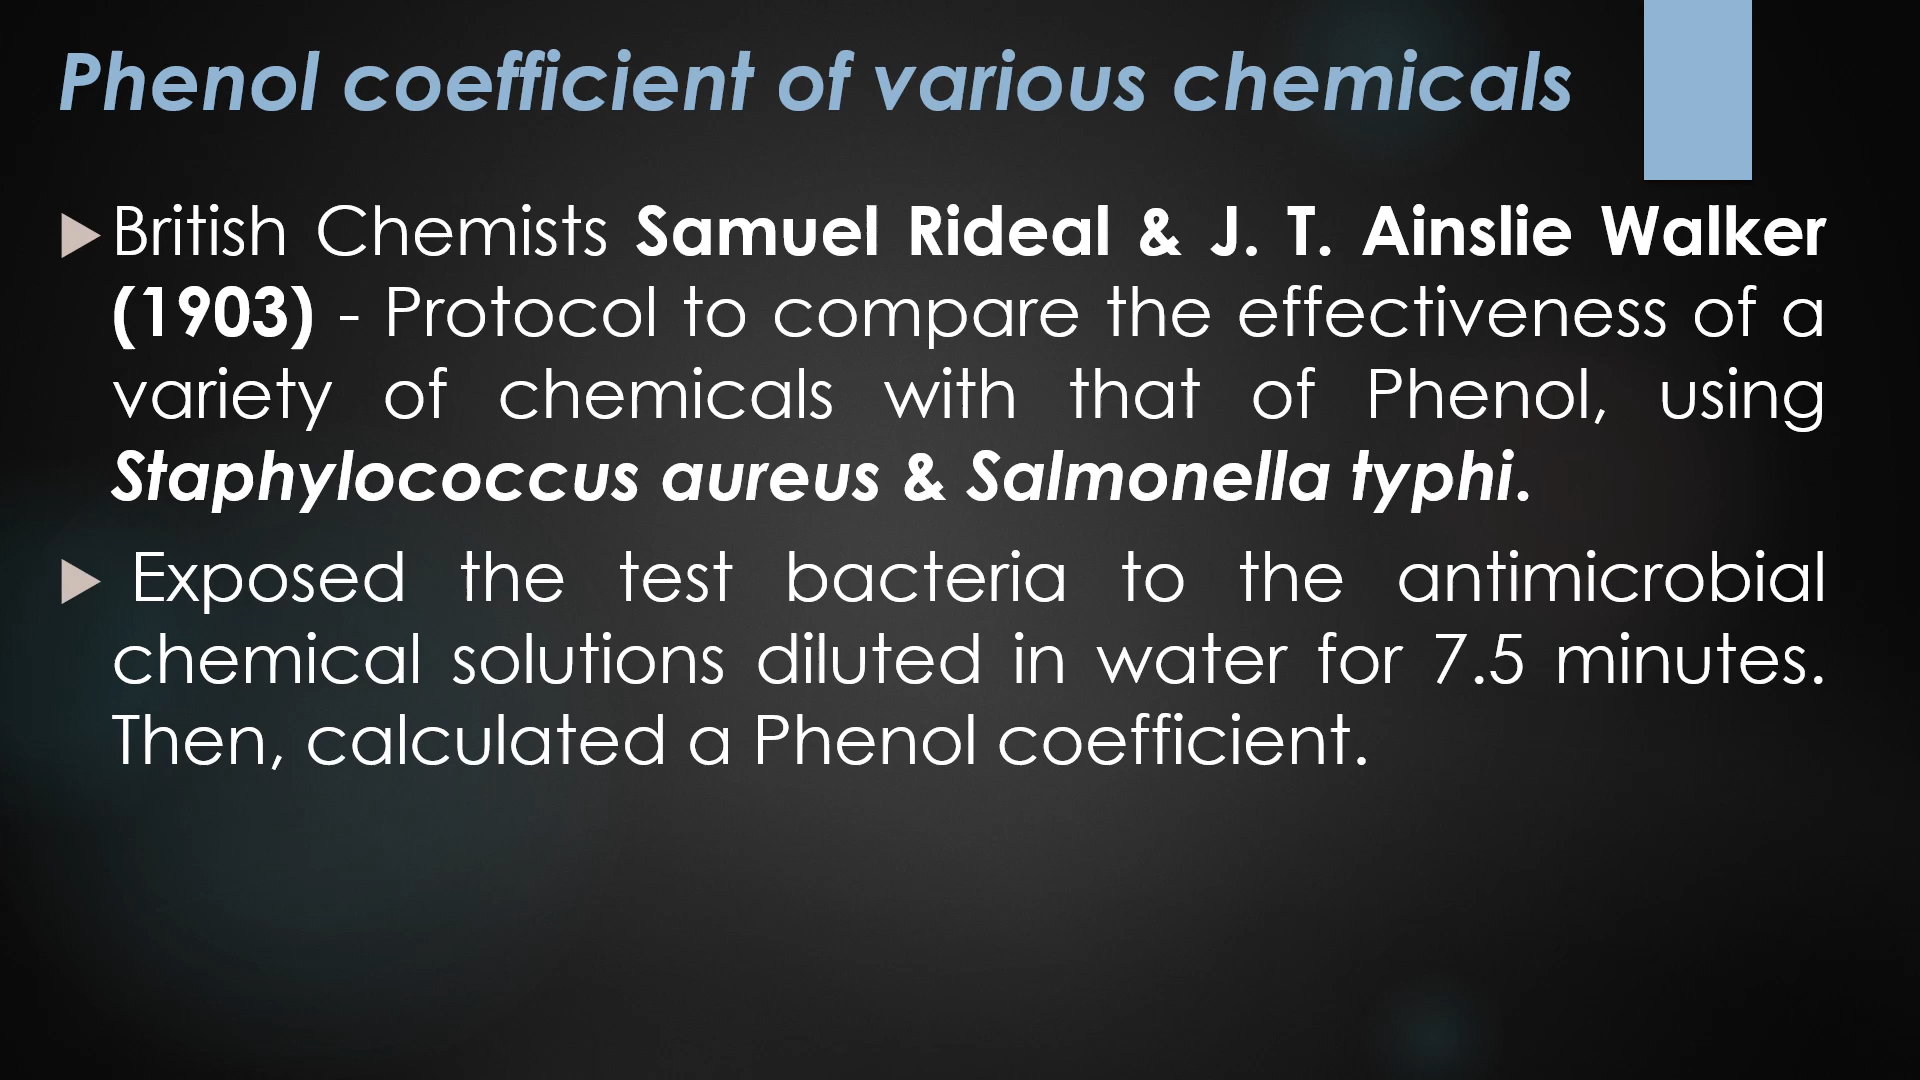 Phenol coefficient of various chemicals
British Chemists Samuel Rideal & J. T. Ainslie Walker
(1903) - Protocol to compare the effectiveness of a
variety of chemicals with that of Phenol, using
Staphylococcus aureus & Salmonella typhi.
Exposed the test bacteria to the antimicrobial
chemical solutions diluted in water for 7.5 minutes.
Then, calculated a Phenol coefficient.